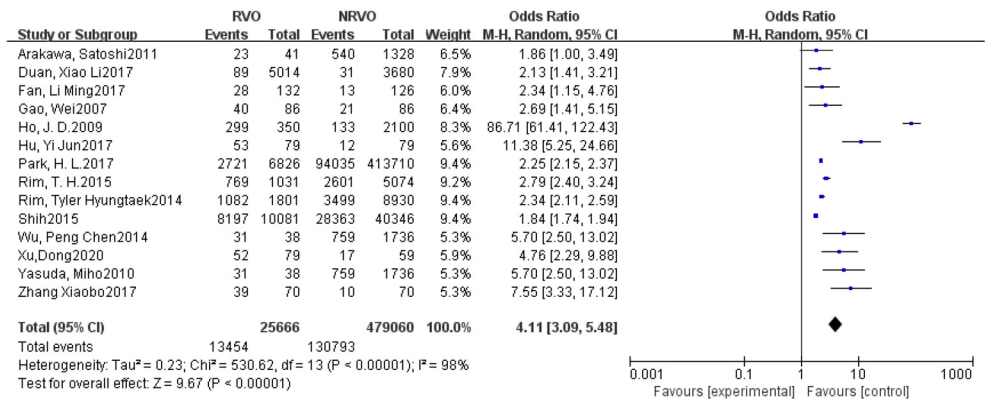 RVO NRVO Odds Ratio Odds Ratio
Study or Subgroup Events Total Events Total Weight M-H, Random, 95% CI M-H, Random, 95% CI
Arakawa, Satoshi2011 23 41 540 1328 6.5% 1.86 [1.00, 3.49]
Duan, Xiao Li2017 89 5014 31 3680 7.9% 2.13 [1.41, 3.21]
Fan, Li Ming2017 28 132 13 126 6.0% 2.34 [1.15, 4.76]
Gao, Wei2007 40 86 21 86 6.4% 2.69 [1.41, 5.15]
Ho, J. D.2009 299 350 133 2100 8.3% 86.71 [61.41, 122.43]
Hu, Yi Jun2017 53 79 12 79 5.6% 11.38 [5.25, 24.66]
Park, H. L.2017 2721 6826 94035 413710 9.4% 2.25 [2.15, 2.37]
Rim, T. H.2015 769 1031 2601 5074 9.2% 2.79 [2.40, 3.24]
Rim, Tyler Hyungtaek2014 1082 1801 3499 8930 9.3% 2.34 [2.11, 2.59]
Shih2015 8197 10081 28363 40346 9.4% 1.84 [1.74, 1.94]
Wu, Peng Chen2014 31 38 759 1736 5.3% 5.70 [2.50, 13.02]
Xu,Dong2020 52 79 17 59 5.9% 4.76 [2.29, 9.88]
Yasuda, Miho2010 31 38 759 1736 5.3% 5.70 [2.50, 13.02]
Zhang Xiaobo2017 39 70 10 70 5.3% 7.55 [3.33, 17.12]
Total (95% CI) 25666 479060 100.0% 4.11 [3.09, 5.48]
Total events 13454 130793
Heterogeneity: Tau² = 0.23; Chi² = 530.62, df = 13 (P < 0.00001); I² = 98%
Test for overall effect: Z = 9.67 (P < 0.00001)
0.001 0.1 1 10 1000
Favours [experimental] Favours [control]